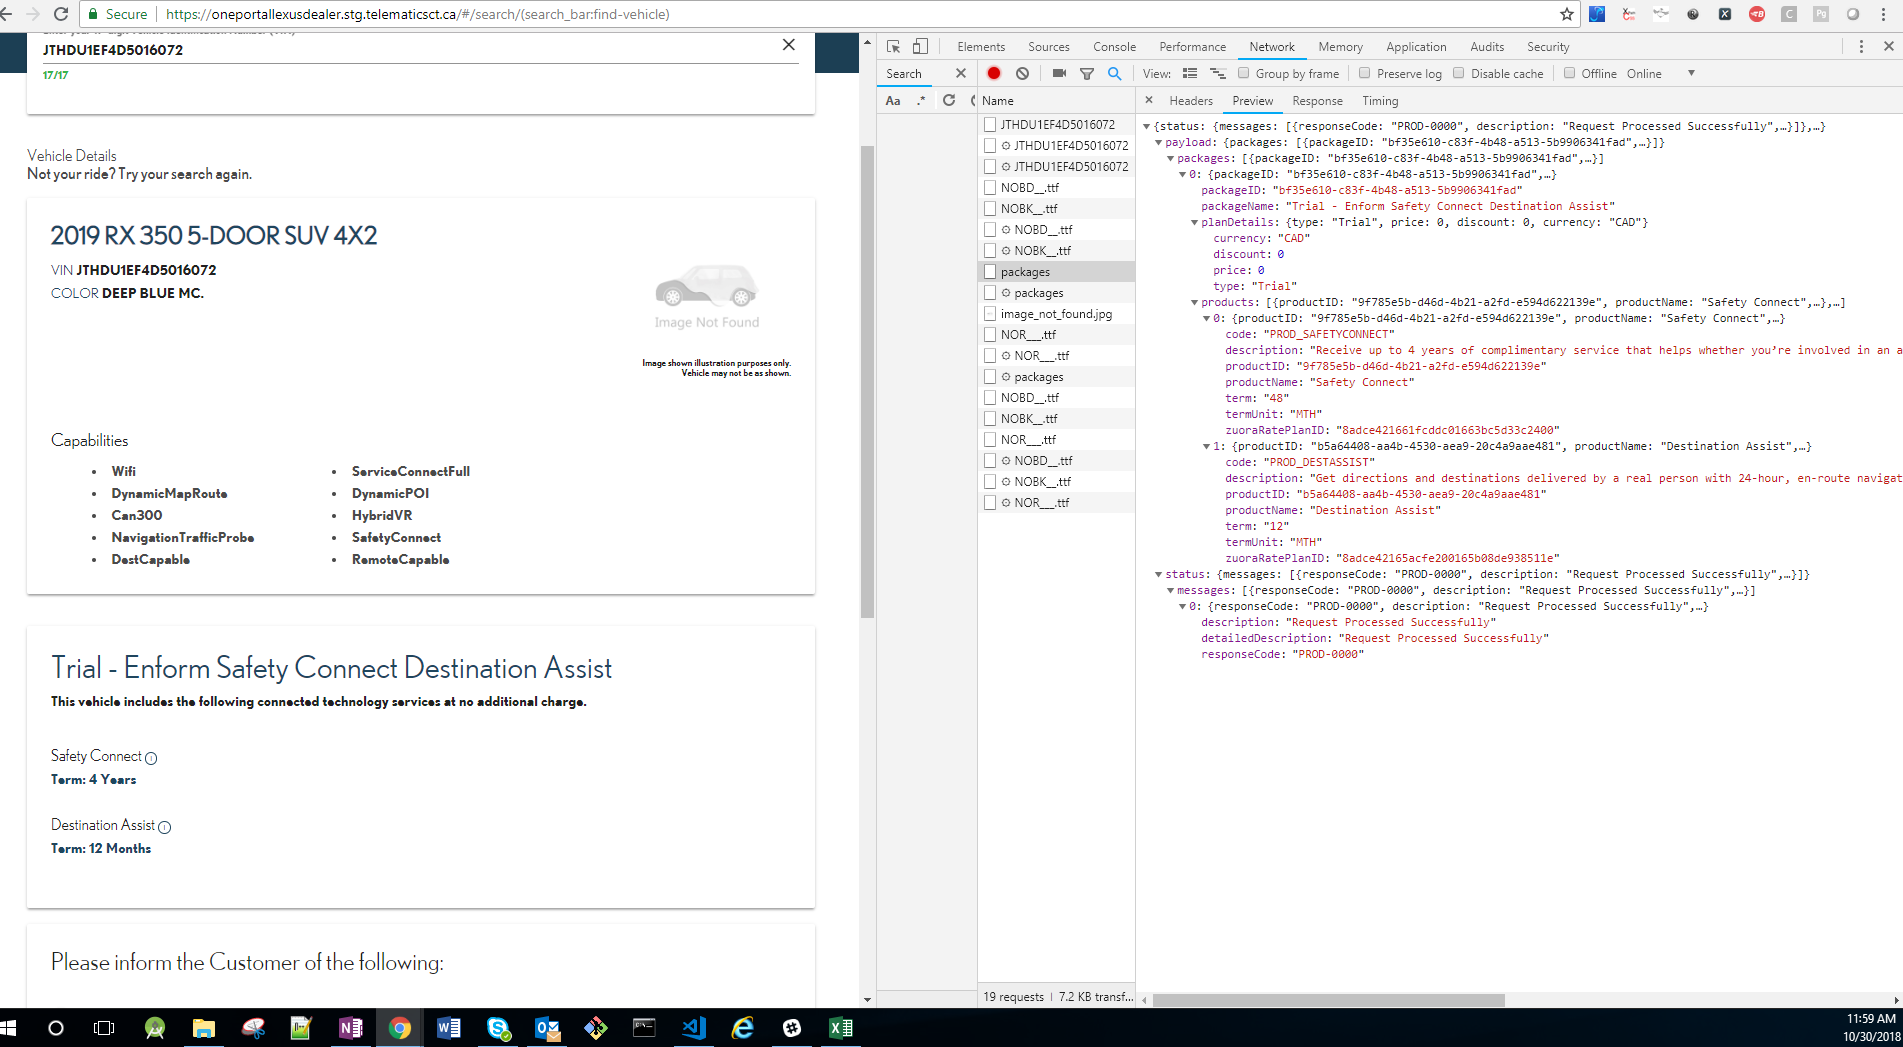 Secure
https://oneportallexusdealer.stg.telematicsct.ca/#/search/(search_bar:find-vehicle)
JTHDU1EF4D5016072
17/17
Vehicle Details
Not your ride? Try your search again.
2019 RX 350 5-DOOR SUV 4X2
VIN JTHDU1EF4D5016072
COLOR DEEP BLUE MC.
Image Not Found
Image shown illustration purposes only.
Vehicle may not be as shown.
Capabilities
• Wifi
• DynamicMapRoute
• Can300
• NavigationTrafficProbe
• DestCapable
• ServiceConnectFull
• DynamicPOI
• HybridVR
• SafetyConnect
• RemoteCapable
Trial - Enform Safety Connect Destination Assist
This vehicle includes the following connected technology services at no additional charge.
Safety Connect
Term: 4 Years
Destination Assist
Term: 12 Months
Please inform the Customer of the following:
Elements Sources Console Performance Network Memory Application Audits Security
Search
View: Group by frame Preserve log Disable cache Offline Online
Aa .*
Name
JTHDU1EF4D5016072
JTHDU1EF4D5016072
JTHDU1EF4D5016072
NOBD__.ttf
NOBK__.ttf
NOBD__.ttf
NOBK__.ttf
packages
packages
image_not_found.jpg
NOR___.ttf
NOR___.ttf
packages
NOBD__.ttf
NOBK__.ttf
NOR___.ttf
NOBD__.ttf
NOBK__.ttf
NOR___.ttf
19 requests | 7.2 KB transf...
Headers Preview Response Timing
{status: {messages: [{responseCode: "PROD-0000", description: "Request Processed Successfully",…}]},…}
payload: {packages: [{packageID: "bf35e610-c83f-4b48-a513-5b9906341fad",…}]}
packages: [{packageID: "bf35e610-c83f-4b48-a513-5b9906341fad",…}]
0: {packageID: "bf35e610-c83f-4b48-a513-5b9906341fad",…}
packageID: "bf35e610-c83f-4b48-a513-5b9906341fad"
packageName: "Trial - Enform Safety Connect Destination Assist"
planDetails: {type: "Trial", price: 0, discount: 0, currency: "CAD"}
currency: "CAD"
discount: 0
price: 0
type: "Trial"
products: [{productID: "9f785e5b-d46d-4b21-a2fd-e594d622139e", productName: "Safety Connect",…},…]
0: {productID: "9f785e5b-d46d-4b21-a2fd-e594d622139e", productName: "Safety Connect",…}
code: "PROD_SAFETYCONNECT"
description: "Receive up to 4 years of complimentary service that helps whether you're involved in an a
productID: "9f785e5b-d46d-4b21-a2fd-e594d622139e"
productName: "Safety Connect"
term: "48"
termUnit: "MTH"
zuoraRatePlanID: "8adce421661fcddc01663bc5d33c2400"
1: {productID: "b5a64408-aa4b-4530-aea9-20c4a9aae481", productName: "Destination Assist",…}
code: "PROD_DESTASSIST"
description: "Get directions and destinations delivered by a real person with 24-hour, en-route navigat
productID: "b5a64408-aa4b-4530-aea9-20c4a9aae481"
productName: "Destination Assist"
term: "12"
termUnit: "MTH"
zuoraRatePlanID: "8adce42165acfe200165b08de938511e"
status: {messages: [{responseCode: "PROD-0000", description: "Request Processed Successfully",…}]}
messages: [{responseCode: "PROD-0000", description: "Request Processed Successfully",…}]
0: {responseCode: "PROD-0000", description: "Request Processed Successfully",…}
description: "Request Processed Successfully"
detailedDescription: "Request Processed Successfully"
responseCode: "PROD-0000"
11:59 AM
10/30/2018